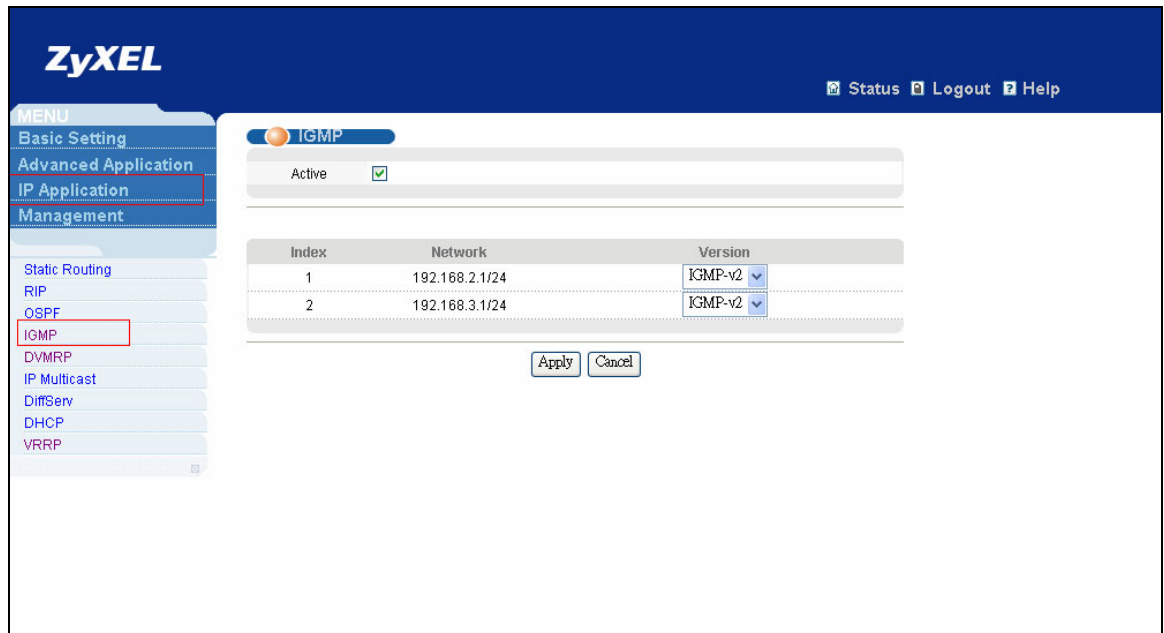 ZyXEL
Status Logout Help
MENU
Basic Setting
Advanced Application
IP Application
Management
Static Routing
RIP
OSPF
IGMP
DVMRP
IP Multicast
DiffServ
DHCP
VRRP
IGMP
Active
Index Network Version
1 192.168.2.1/24 IGMP-v2
2 192.168.3.1/24 IGMP-v2
Apply Cancel